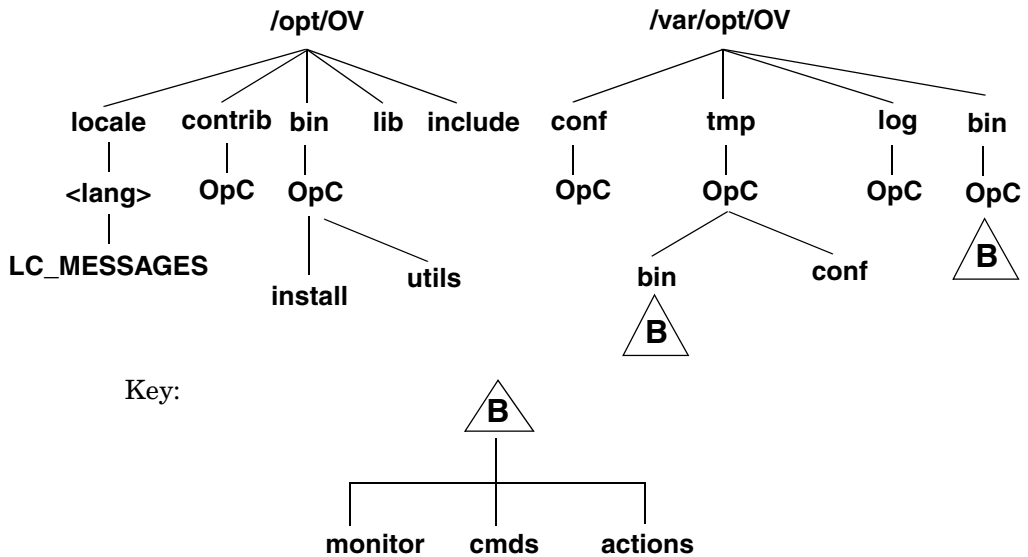 /opt/OV /var/opt/OV
locale contrib bin lib include conf tmp log bin
<lang> OpC OpC OpC OpC OpC OpC
LC_MESSAGES install utils bin conf B
B
Key:
B
monitor cmds actions